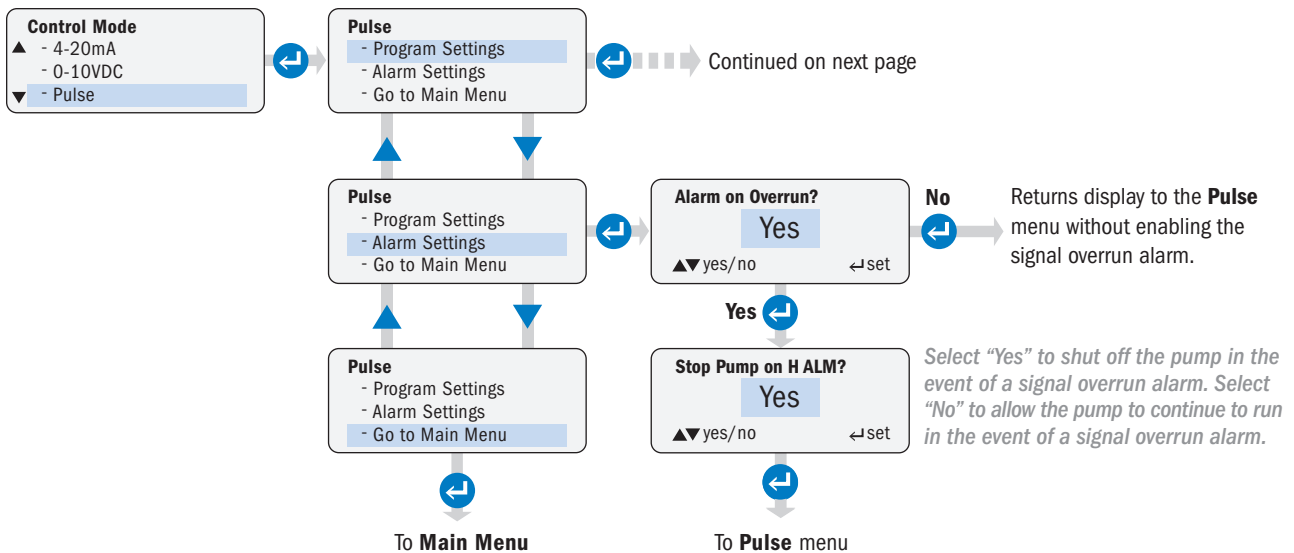 Control Mode
▲ - 4-20mA
- 0-10VDC
▼ - Pulse
Pulse
- Program Settings
- Alarm Settings
- Go to Main Menu
Continued on next page
Pulse
- Program Settings
- Alarm Settings
- Go to Main Menu
Alarm on Overrun?
Yes
▲▼ yes/no ↵ set
No
Returns display to the Pulse
menu without enabling the
signal overrun alarm.
Yes
Pulse
- Program Settings
- Alarm Settings
- Go to Main Menu
Stop Pump on H ALM?
Yes
▲▼ yes/no ↵ set
Select “Yes” to shut off the pump in the
event of a signal overrun alarm. Select
“No” to allow the pump to continue to run
in the event of a signal overrun alarm.
To Main Menu
To Pulse menu